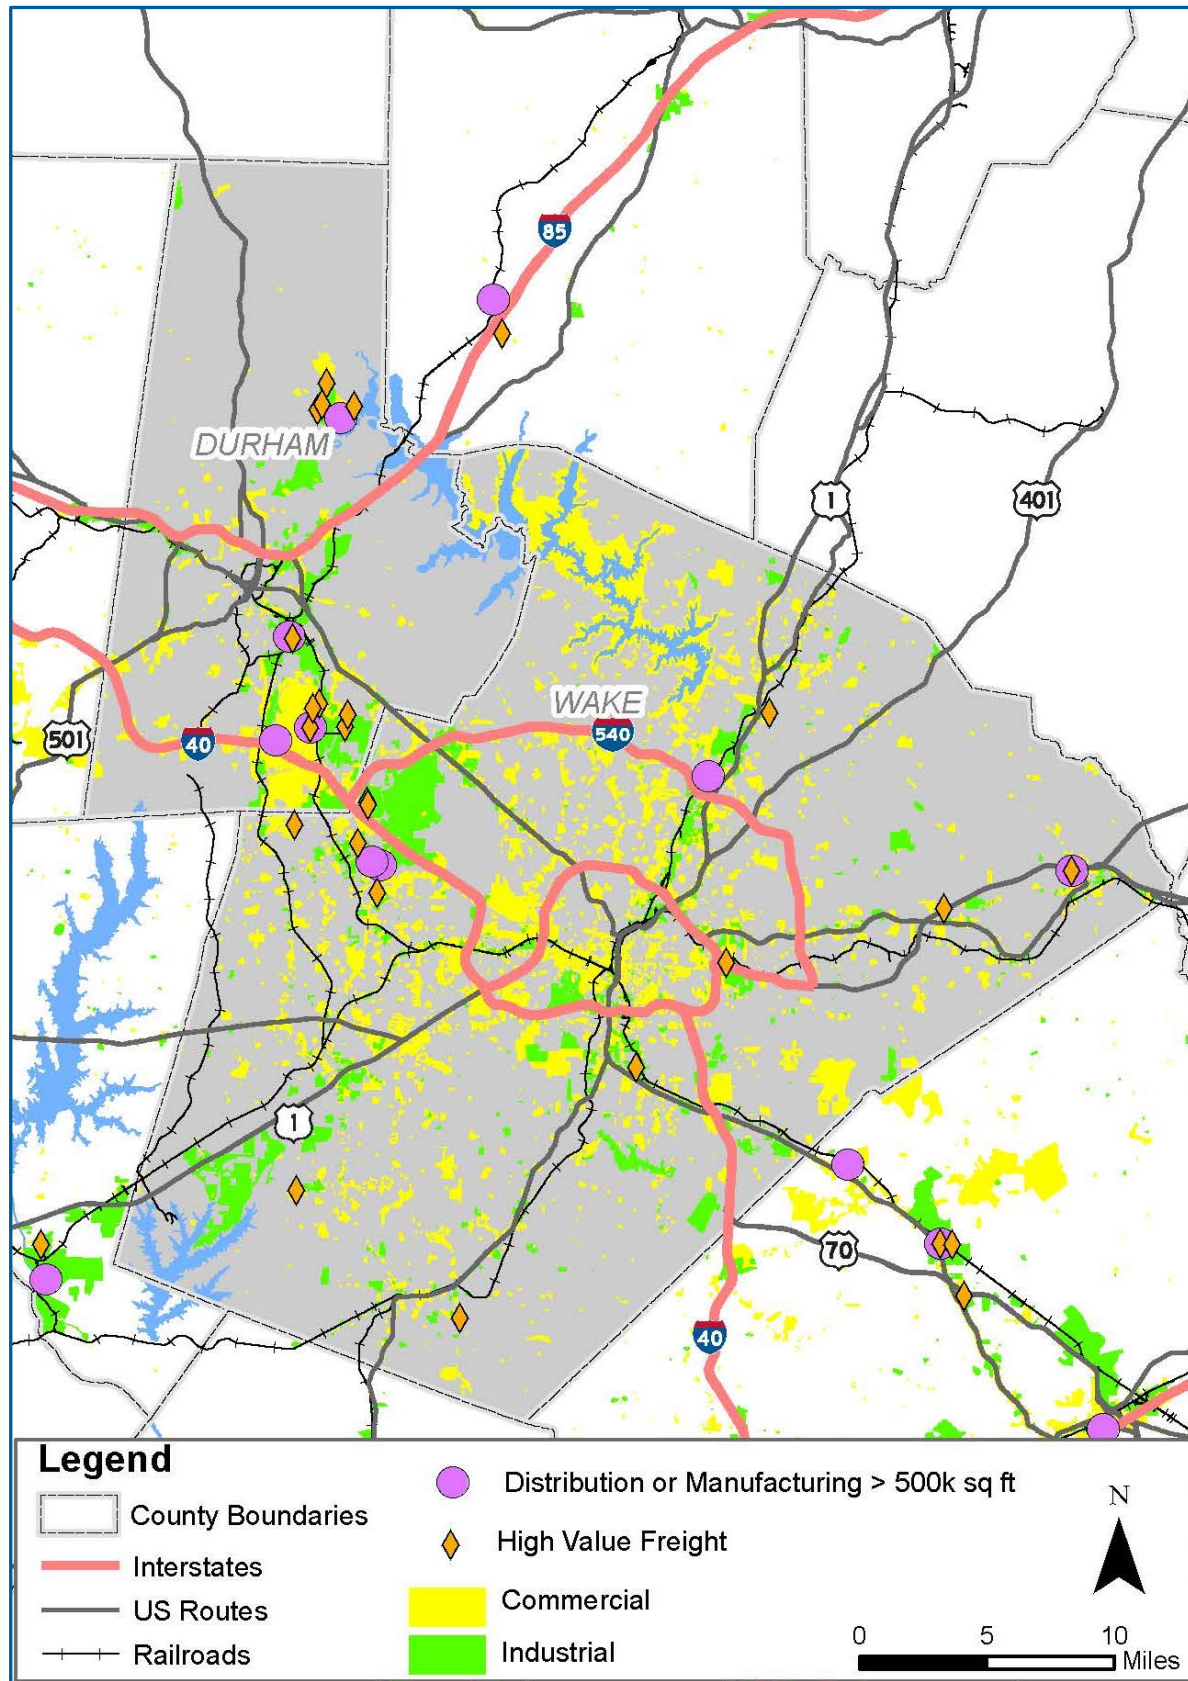 85
DURHAM
1
401
WAKE
540
501
40
1
70
40
Legend
County Boundaries
Interstates
US Routes
Railroads
Distribution or Manufacturing > 500k sq ft
High Value Freight
Commercial
Industrial
N
0 5 10
Miles